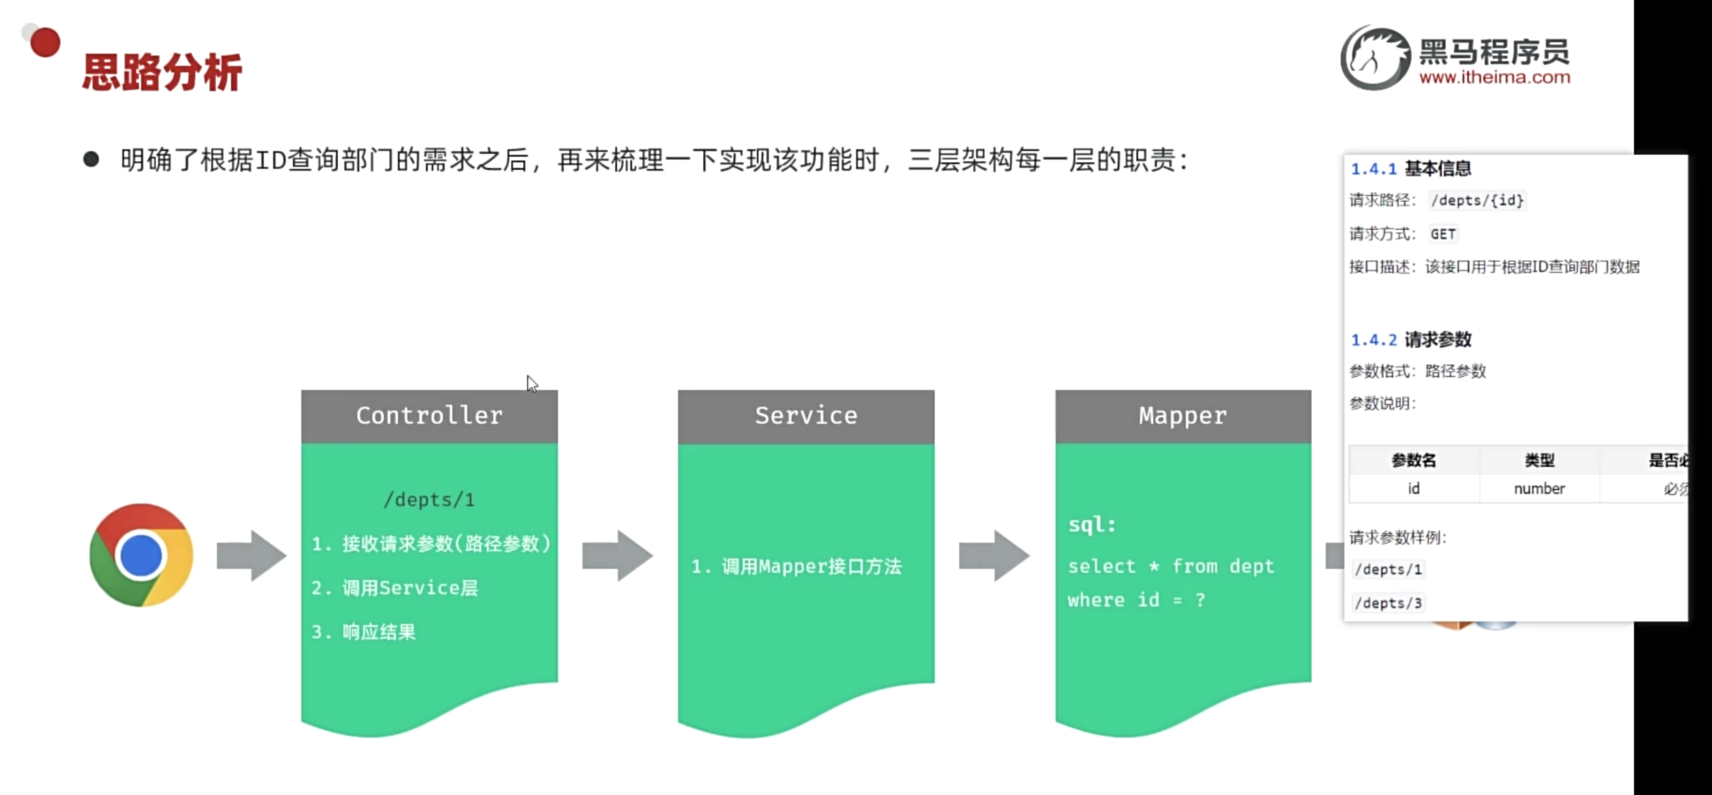 思路分析
黑马程序员
www.itheima.com
● 明确了根据ID查询部门的需求之后，再来梳理一下实现该功能时，三层架构每一层的职责：
Controller
/depts/1
1. 接收请求参数(路径参数)
2. 调用Service层
3. 响应结果
Service
1. 调用Mapper接口方法
Mapper
sql:
select * from dept
where id = ?
1.4.1 基本信息
请求路径： /depts/{id}
请求方式： GET
接口描述：该接口用于根据ID查询部门数据
1.4.2 请求参数
参数格式：路径参数
参数说明：
参数名 类型 是否必
id number 必须
请求参数样例：
/depts/1
/depts/3